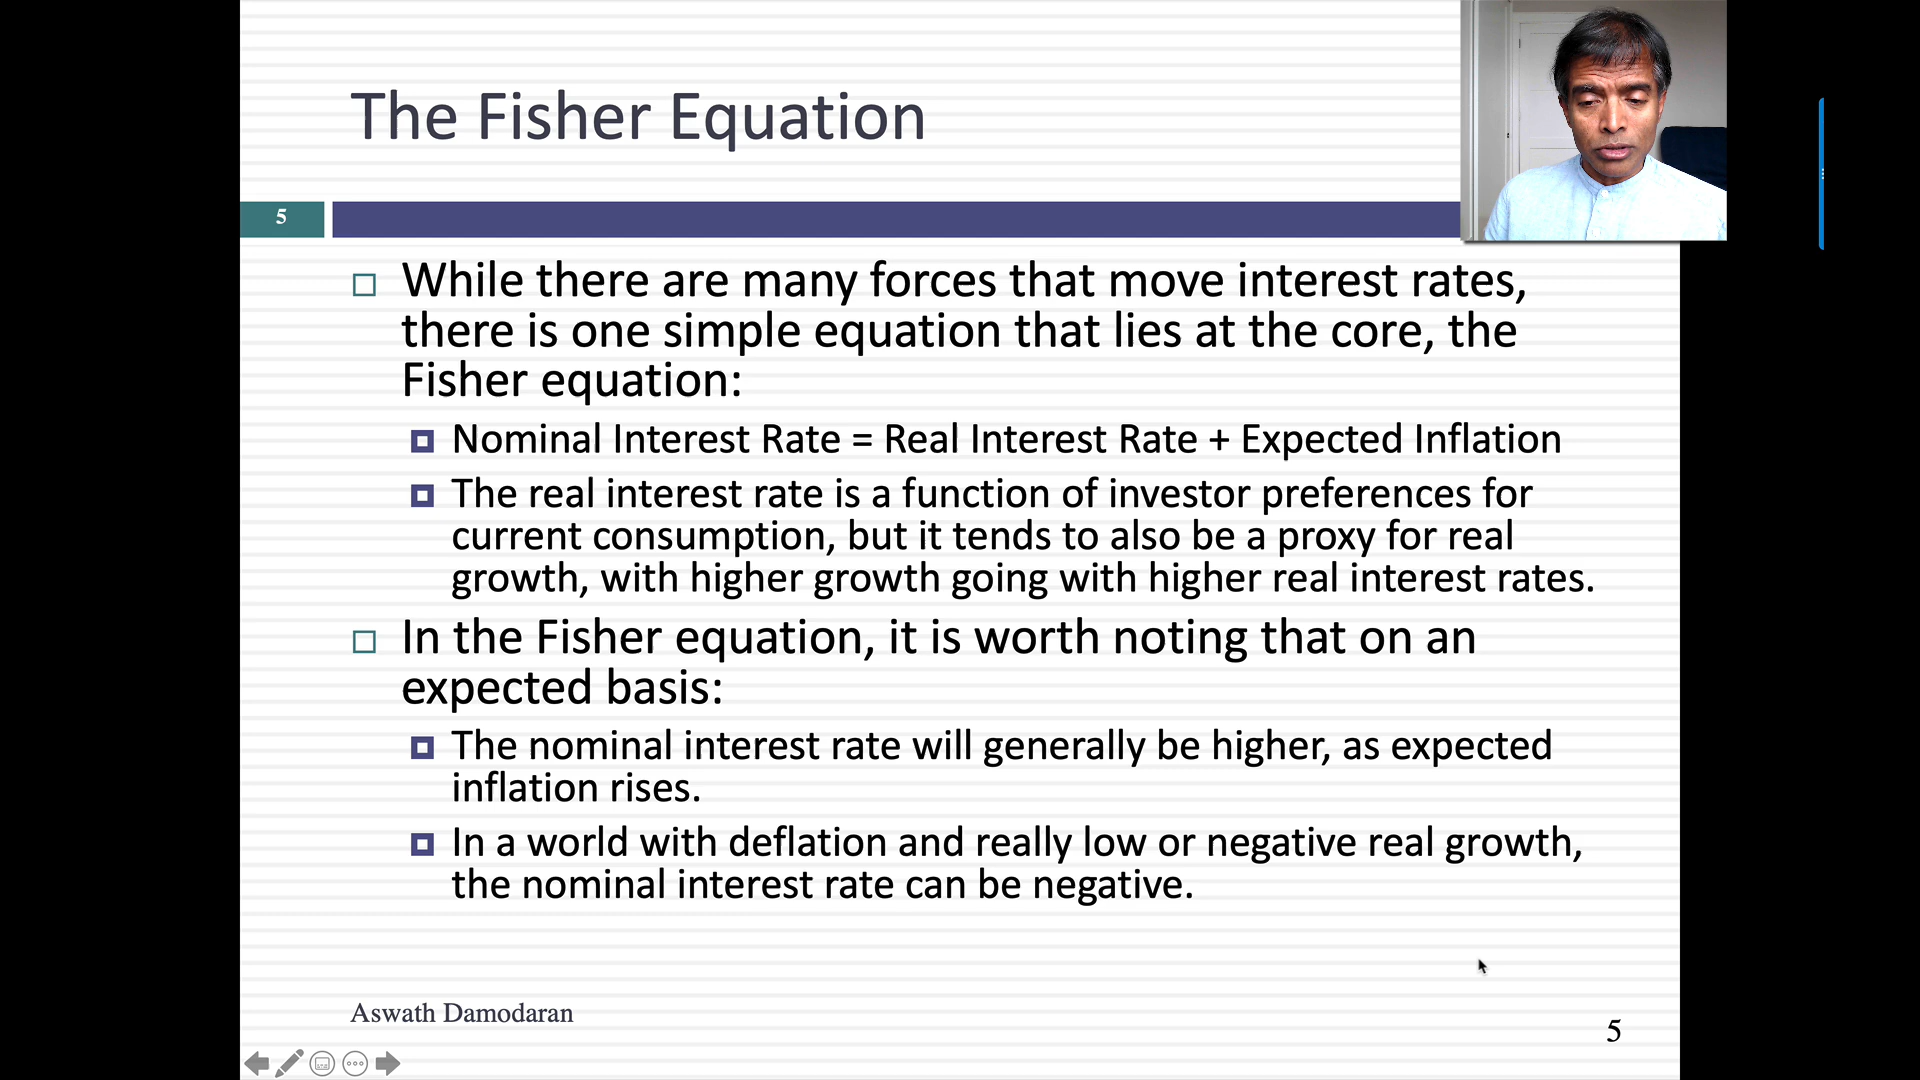 The Fisher Equation
5
While there are many forces that move interest rates,
there is one simple equation that lies at the core, the
Fisher equation:
Nominal Interest Rate = Real Interest Rate + Expected Inflation
The real interest rate is a function of investor preferences for
current consumption, but it tends to also be a proxy for real
growth, with higher growth going with higher real interest rates.
In the Fisher equation, it is worth noting that on an
expected basis:
The nominal interest rate will generally be higher, as expected
inflation rises.
In a world with deflation and really low or negative real growth,
the nominal interest rate can be negative.
Aswath Damodaran
5